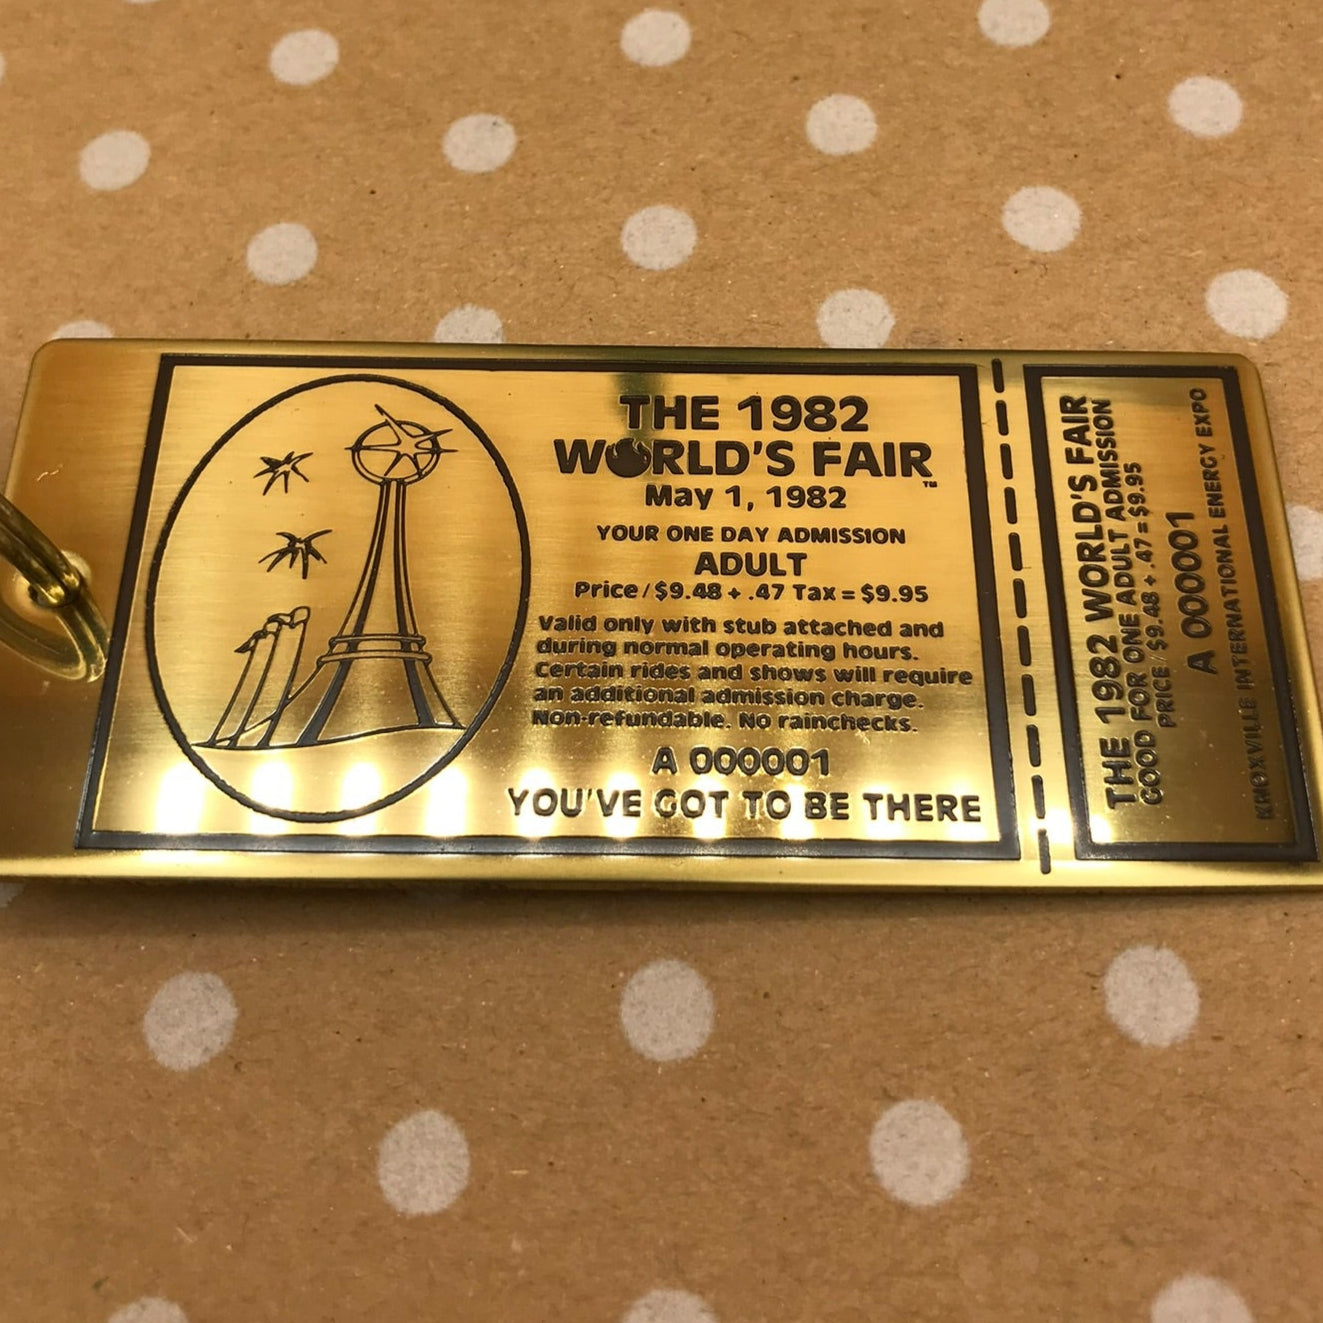 THE 1982
WORLD'S FAIR™
May 1, 1982
YOUR ONE DAY ADMISSION
ADULT
Price / $9.48 + .47 Tax = $9.95
Valid only with stub attached and
during normal operating hours.
Certain rides and shows will require
an additional admission charge.
Non-refundable. No rainchecks.
A 000001
YOU'VE GOT TO BE THERE
THE 1982 WORLD'S FAIR
GOOD FOR ONE ADULT ADMISSION
PRICE $9.48 + .47 = $9.95
A 000001
KNOXVILLE INTERNATIONAL ENERGY EXPO